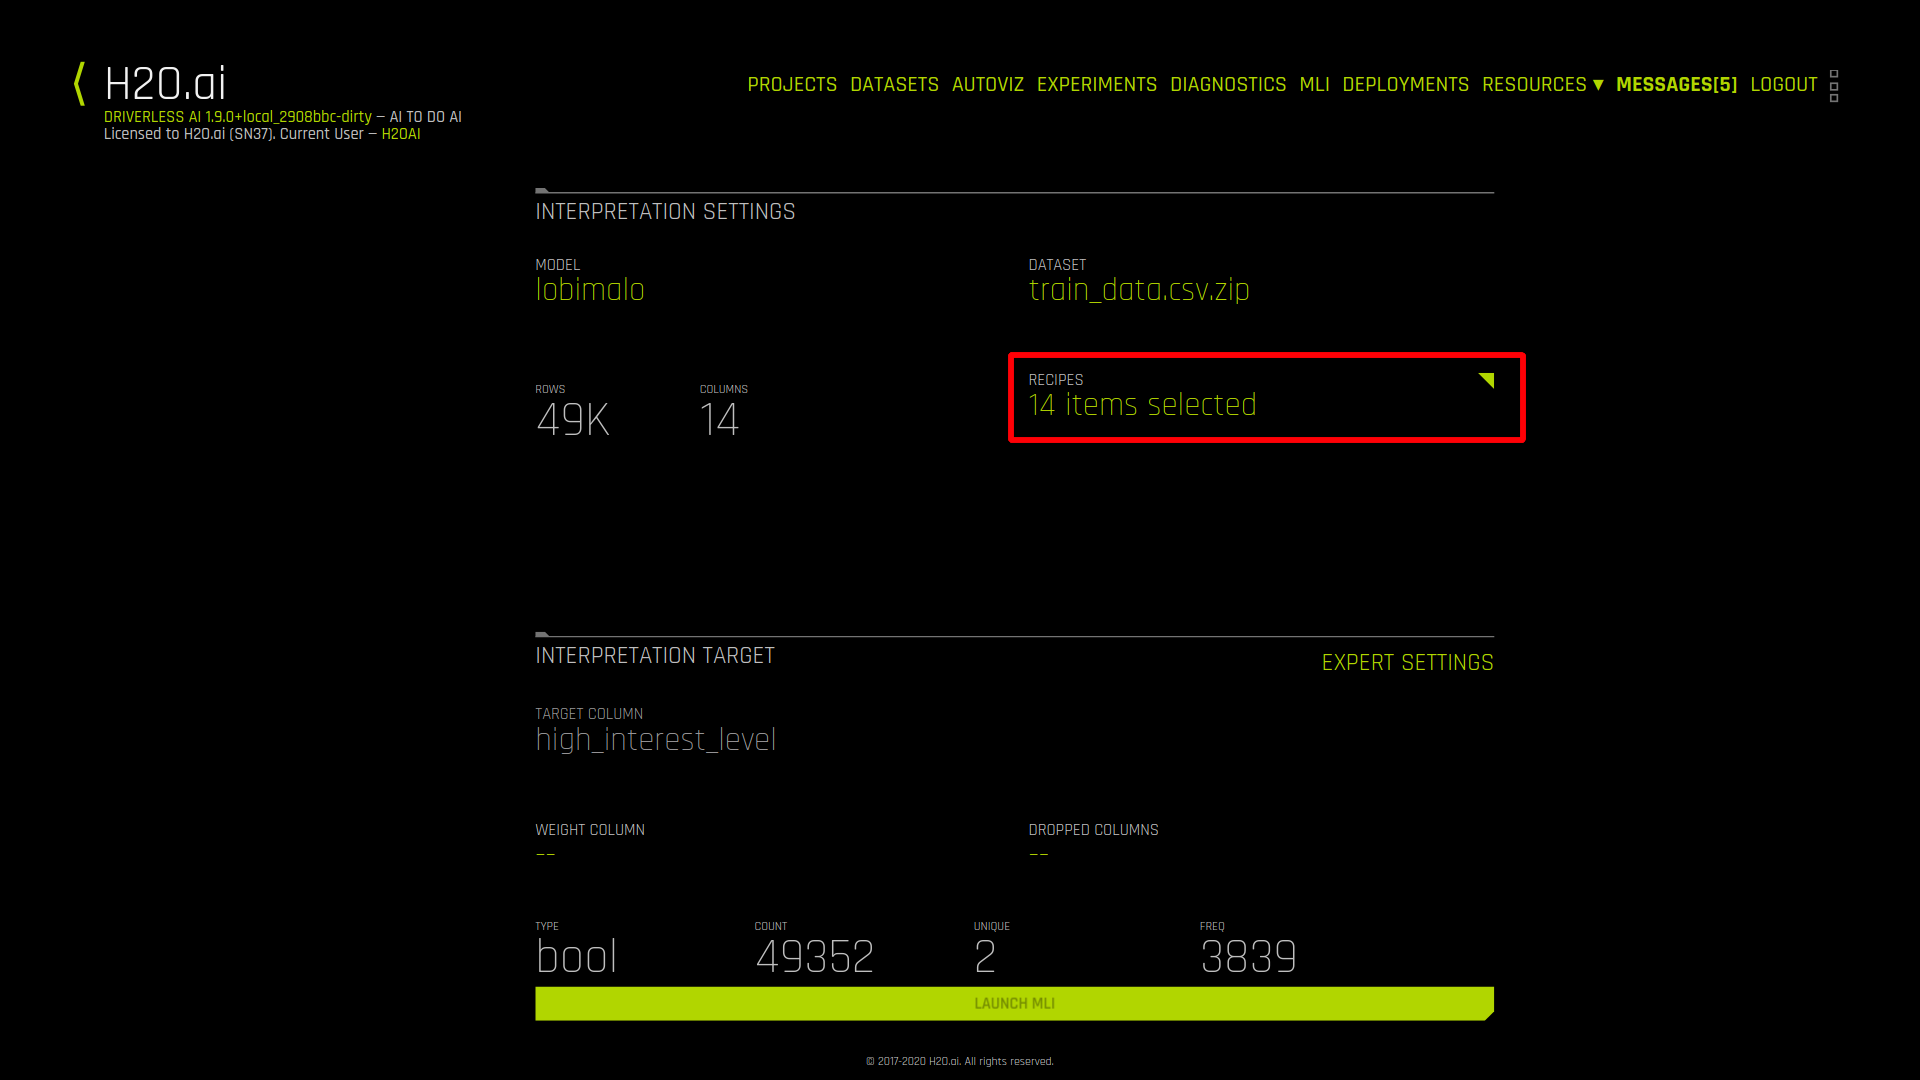 H2O.ai
PROJECTS DATASETS AUTOVIZ EXPERIMENTS DIAGNOSTICS MLI DEPLOYMENTS RESOURCES ▼ MESSAGES[5] LOGOUT
DRIVERLESS AI 1.9.0+local_2908bbc-dirty — AI TO DO AI
Licensed to H2O.ai (SN37). Current User — H2OAI
INTERPRETATION SETTINGS
MODEL DATASET
lobimalo train_data.csv.zip
RECIPES
14 items selected
ROWS COLUMNS
49K 14
INTERPRETATION TARGET
EXPERT SETTINGS
TARGET COLUMN
high_interest_level
WEIGHT COLUMN DROPPED COLUMNS
-- --
TYPE COUNT UNIQUE FREQ
bool 49352 2 3839
LAUNCH MLI
© 2017-2020 H2O.ai. All rights reserved.